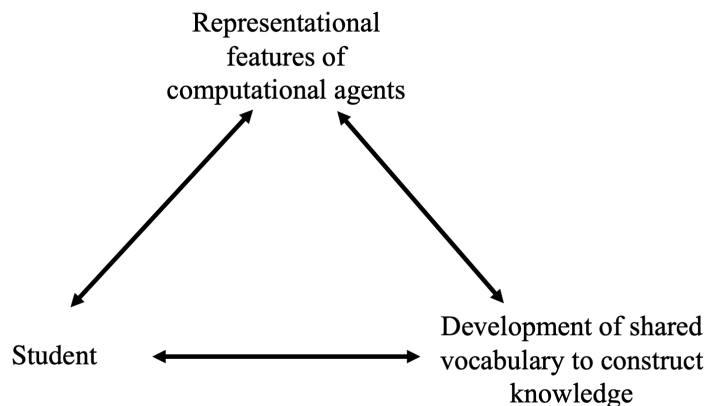 Representational
features of
computational agents
Student
Development of shared
vocabulary to construct
knowledge